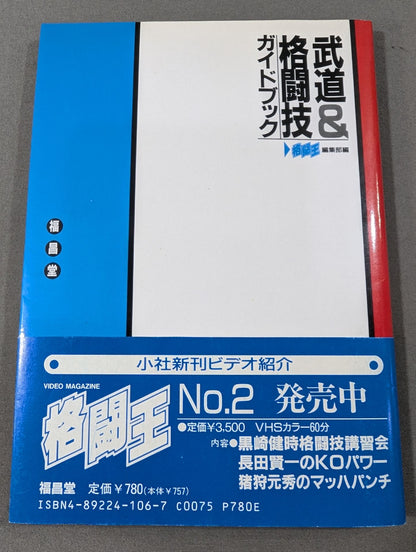 武道&
格闘技
ガイドブック
格闘王 編集部編
福昌堂
小社新刊ビデオ紹介
VIDEO MAGAZINE
格闘王 No.2 発売中
●定価¥3,500 VHSカラー60分
内容●黒崎健時格闘技講習会
長田賢一のKOパワー
猪狩元秀のマッハパンチ
福昌堂 定価¥780(本体¥757)
ISBN4-89224-106-7 C0075 P780E